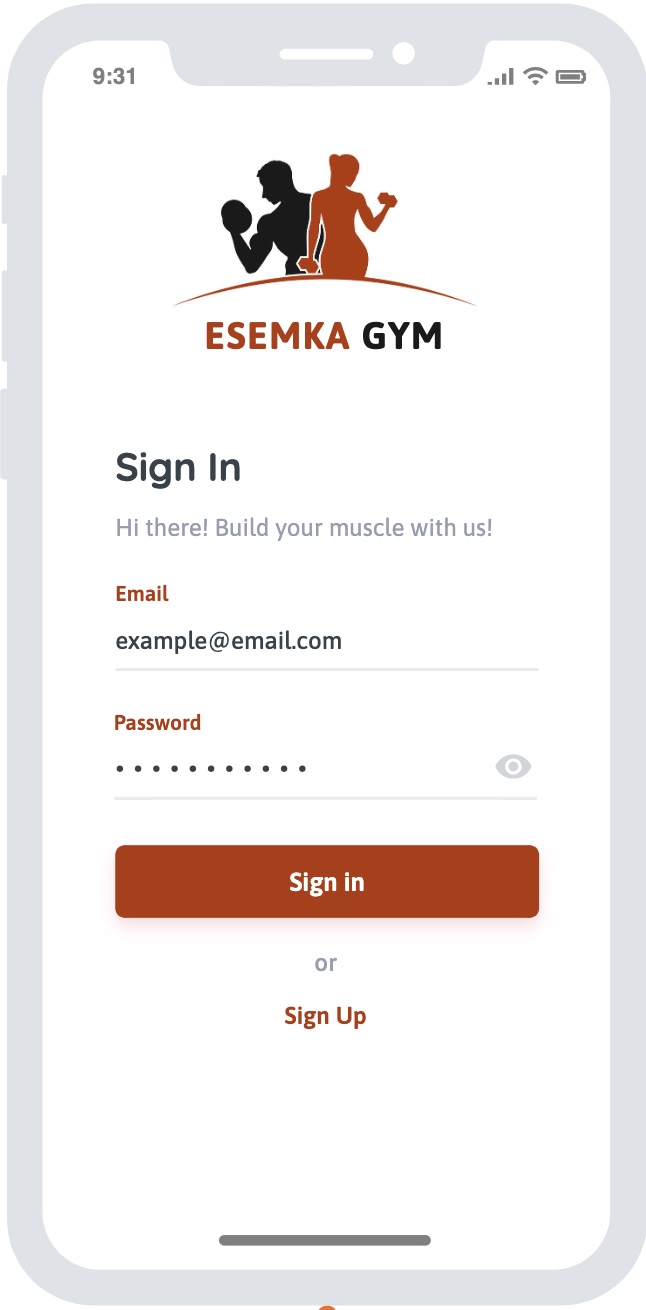 9:31
ESEMKA GYM
Sign In
Hi there! Build your muscle with us!
Email
example@email.com
Password
Sign in
or
Sign Up